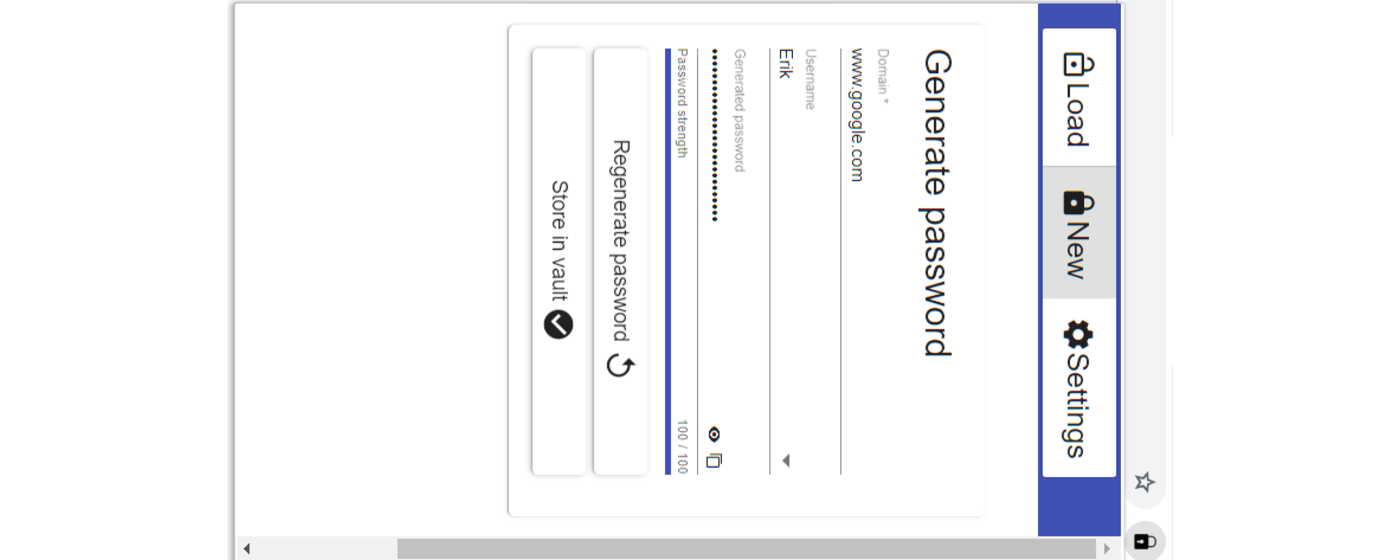 Load New Settings
Generate password
Domain *
www.google.com
Username
Erik
Generated password
••••••••••••••••••••••••••••••
Password strength 100 / 100
Regenerate password
Store in vault